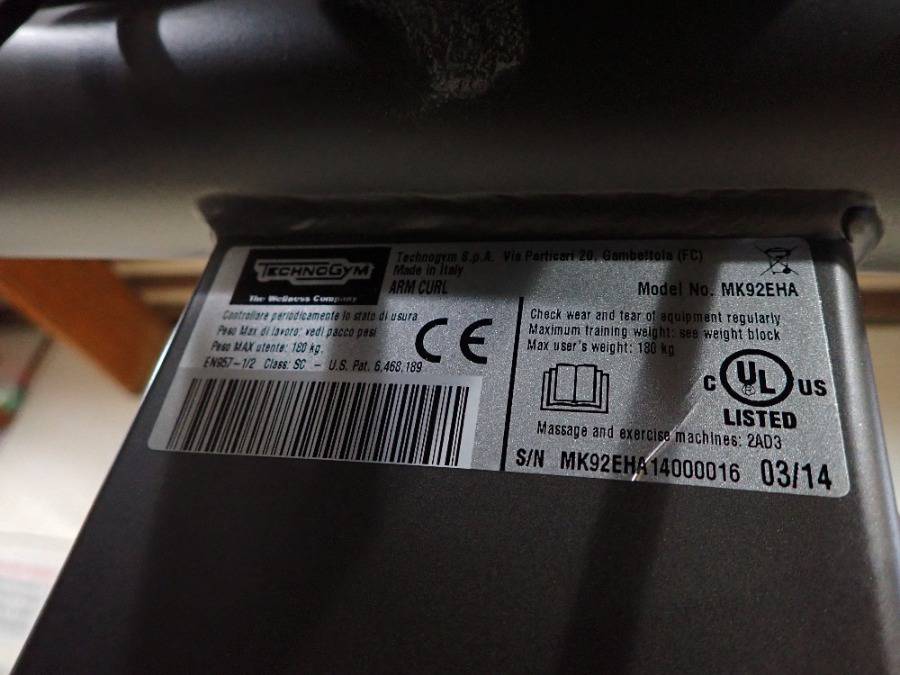 TECHNOGYM
The Wellness Company
Technogym S.p.A. Via Perticari 20, Gambettola (FC)
Made in Italy
ARM CURL
Model No. MK92EHA
Controllare periodicamente lo stato di usura
Peso Max di lavoro: vedi pacco pesi
Peso MAX utente: 180 kg.
EN957-1/2 Class: SC - U.S. Pat. 6,468,189
CE
Check wear and tear of equipment regularly
Maximum training weight: see weight block
Max user's weight: 180 kg
C UL US
LISTED
Massage and exercise machines: 2AD3
S/N MK92EHA14000016 03/14